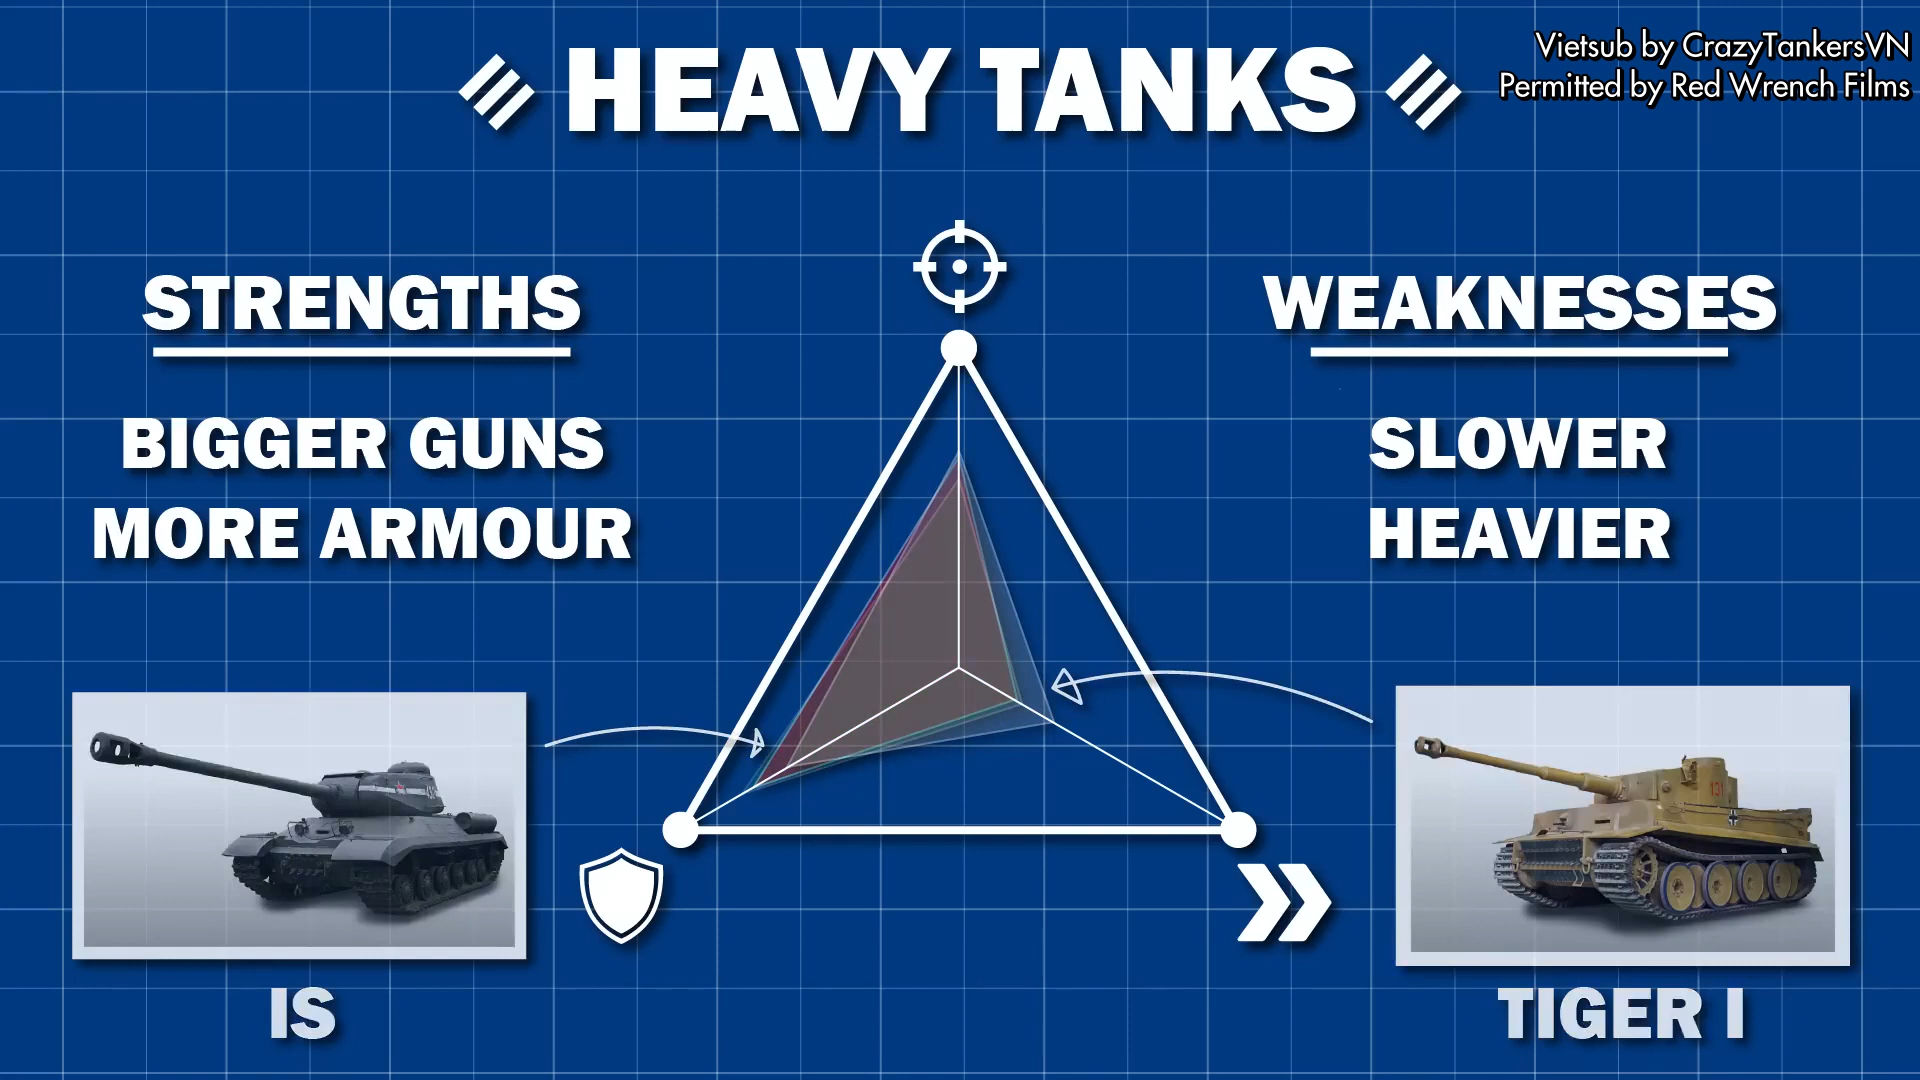 HEAVY TANKS
Vietsub by CrazyTankersVN
Permitted by Red Wrench Films
STRENGTHS
BIGGER GUNS
MORE ARMOUR
WEAKNESSES
SLOWER
HEAVIER
131
IS
TIGER I